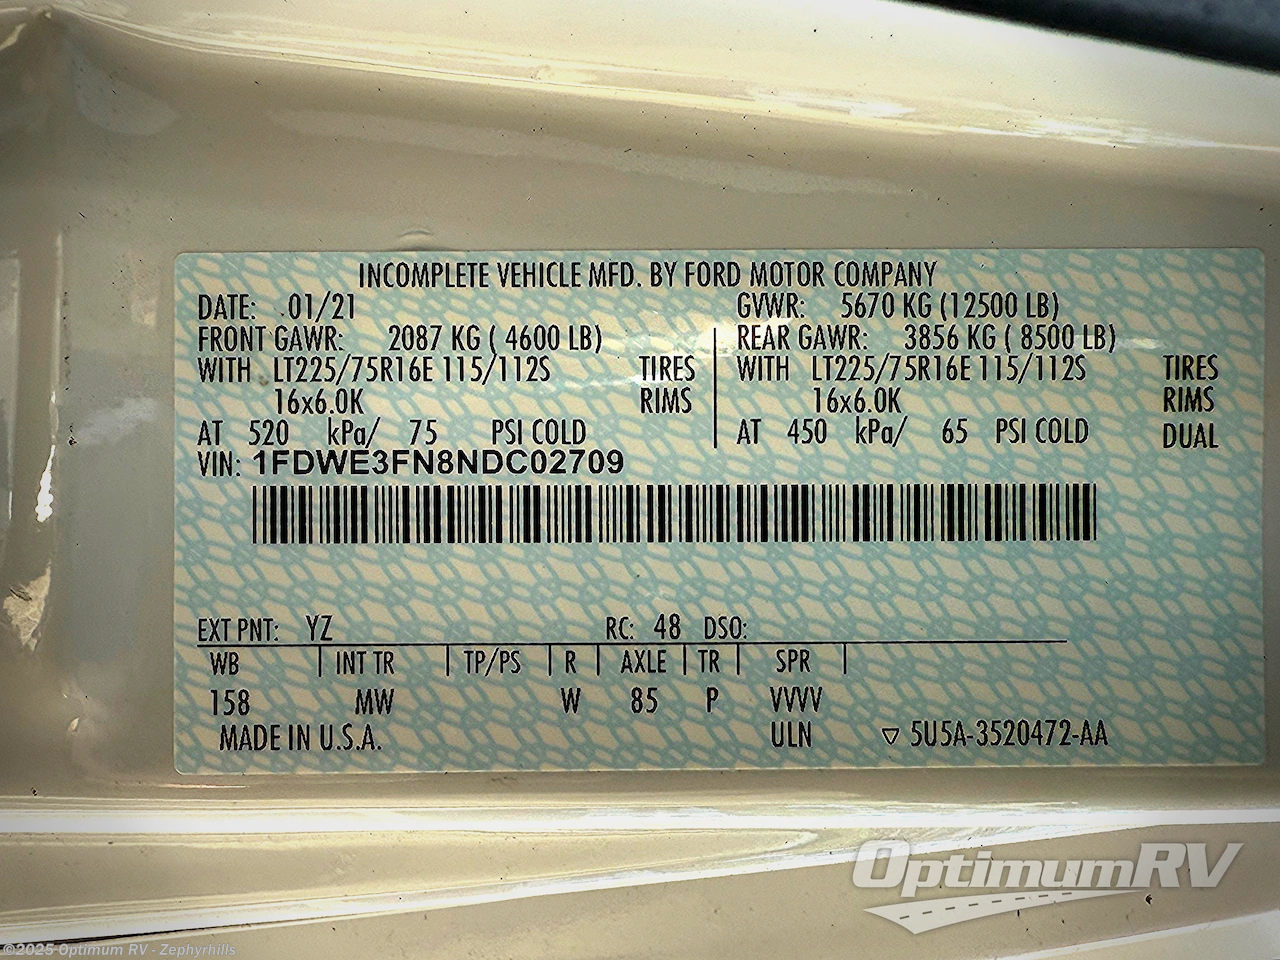 INCOMPLETE VEHICLE MFD. BY FORD MOTOR COMPANY
DATE: 01/21 GVWR: 5670 KG (12500 LB)
FRONT GAWR: 2087 KG ( 4600 LB) REAR GAWR: 3856 KG ( 8500 LB)
WITH LT225/75R16E 115/112S TIRES WITH LT225/75R16E 115/112S TIRES
16x6.0K RIMS 16x6.0K RIMS
AT 520 kPa/ 75 PSI COLD AT 450 kPa/ 65 PSI COLD DUAL
VIN: 1FDWE3FN8NDC02709
EXT PNT: YZ RC: 48 DSO:
WB INT TR TP/PS R AXLE TR SPR
158 MW W 85 P VVVV
MADE IN U.S.A. ULN ▽ 5U5A-3520472-AA
OptimumRV
©2025 Optimum RV - Zephyrhills